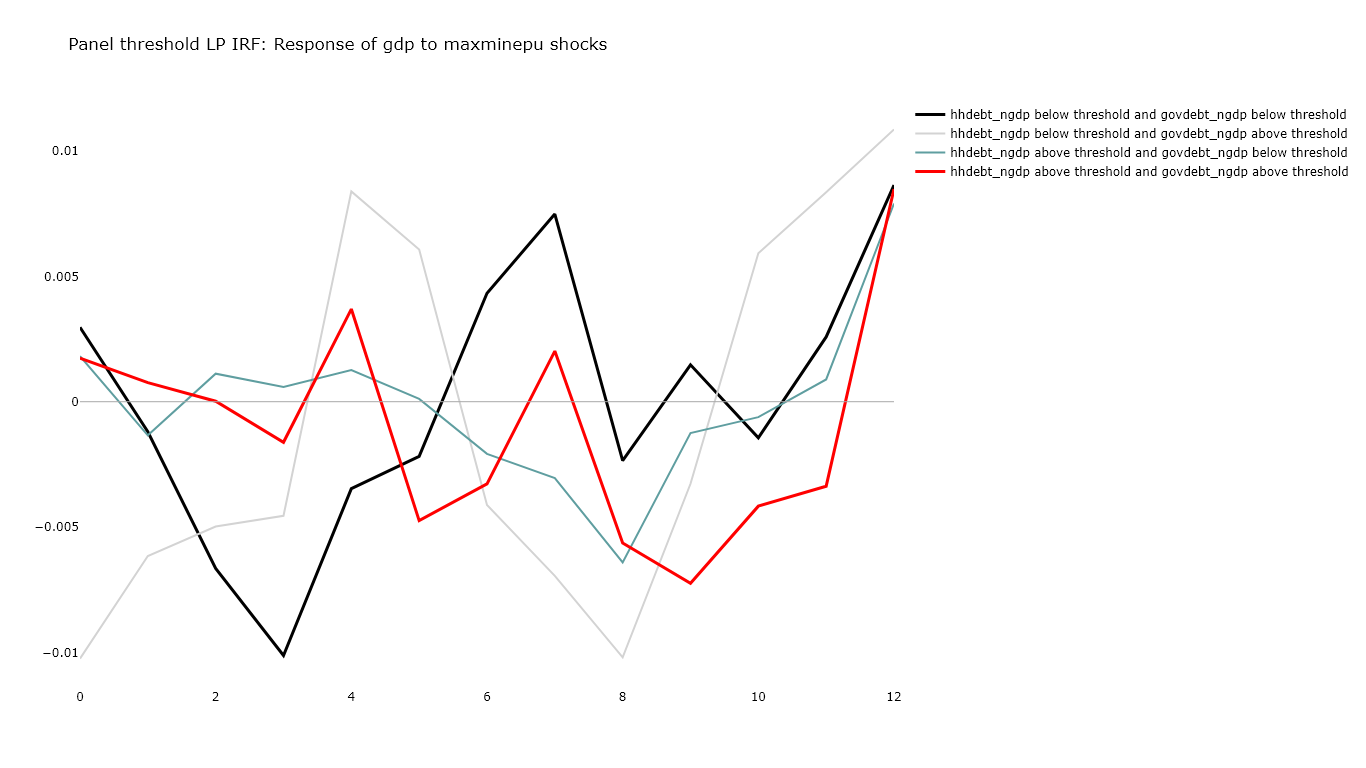 Panel threshold LP IRF: Response of gdp to maxminepu shocks
hhdebt_ngdp below threshold and govdebt_ngdp below threshold
hhdebt_ngdp below threshold and govdebt_ngdp above threshold
hhdebt_ngdp above threshold and govdebt_ngdp below threshold
hhdebt_ngdp above threshold and govdebt_ngdp above threshold
0.01
0.005
0
−0.005
−0.01
0 2 4 6 8 10 12